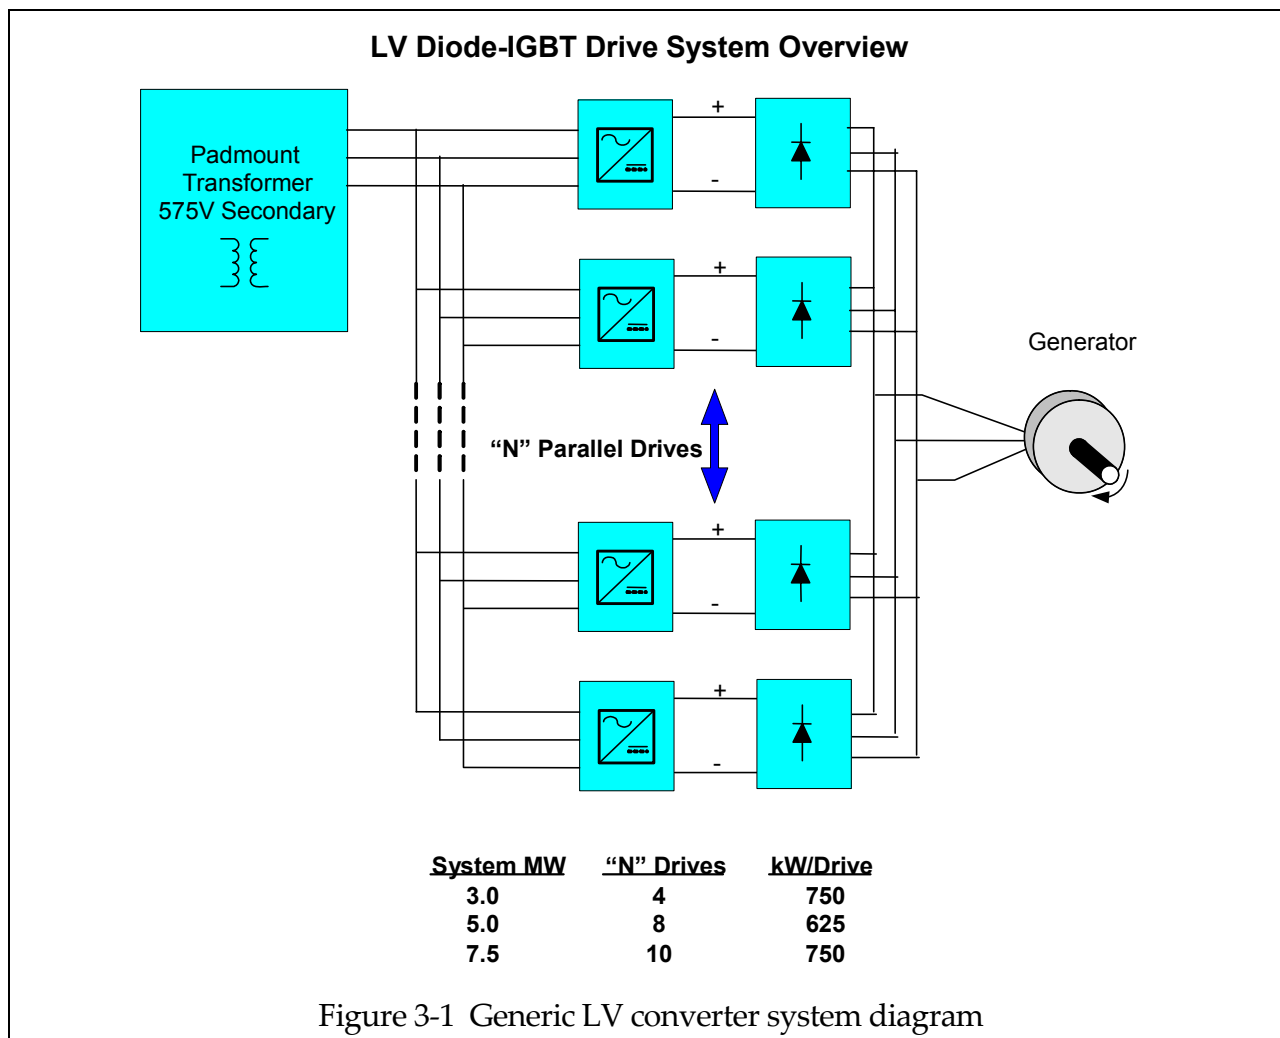 LV Diode-IGBT Drive System Overview
Padmount
Transformer
575V Secondary
+
-
+
-
Generator
“N” Parallel Drives
+
-
+
-
System MW “N” Drives kW/Drive
3.0 4 750
5.0 8 625
7.5 10 750
Figure 3-1 Generic LV converter system diagram